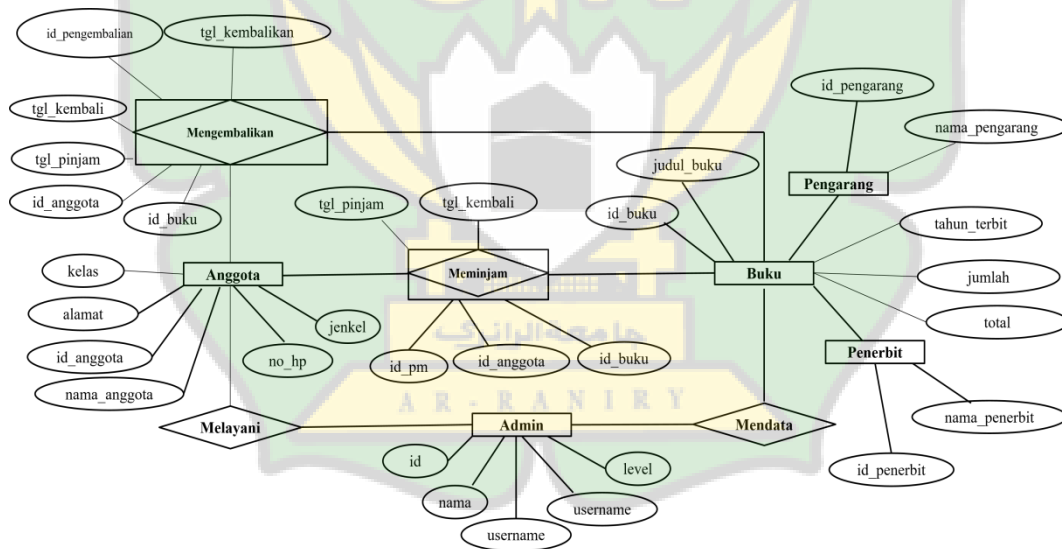 id_pengembalian
tgl_kembalikan
tgl_kembali
Mengembalikan
tgl_pinjam
id_anggota
id_buku
id_pengarang
nama_pengarang
judul_buku
Pengarang
id_buku
tgl_pinjam
tgl_kembali
tahun_terbit
kelas
Anggota
Meminjam
Buku
jumlah
alamat
jenkel
total
id_anggota
no_hp
id_pm
id_anggota
id_buku
Penerbit
nama_anggota
جامعة الرانري
AR-RANIRY
Melayani
Admin
Mendata
nama_penerbit
id
level
id_penerbit
nama
username
username